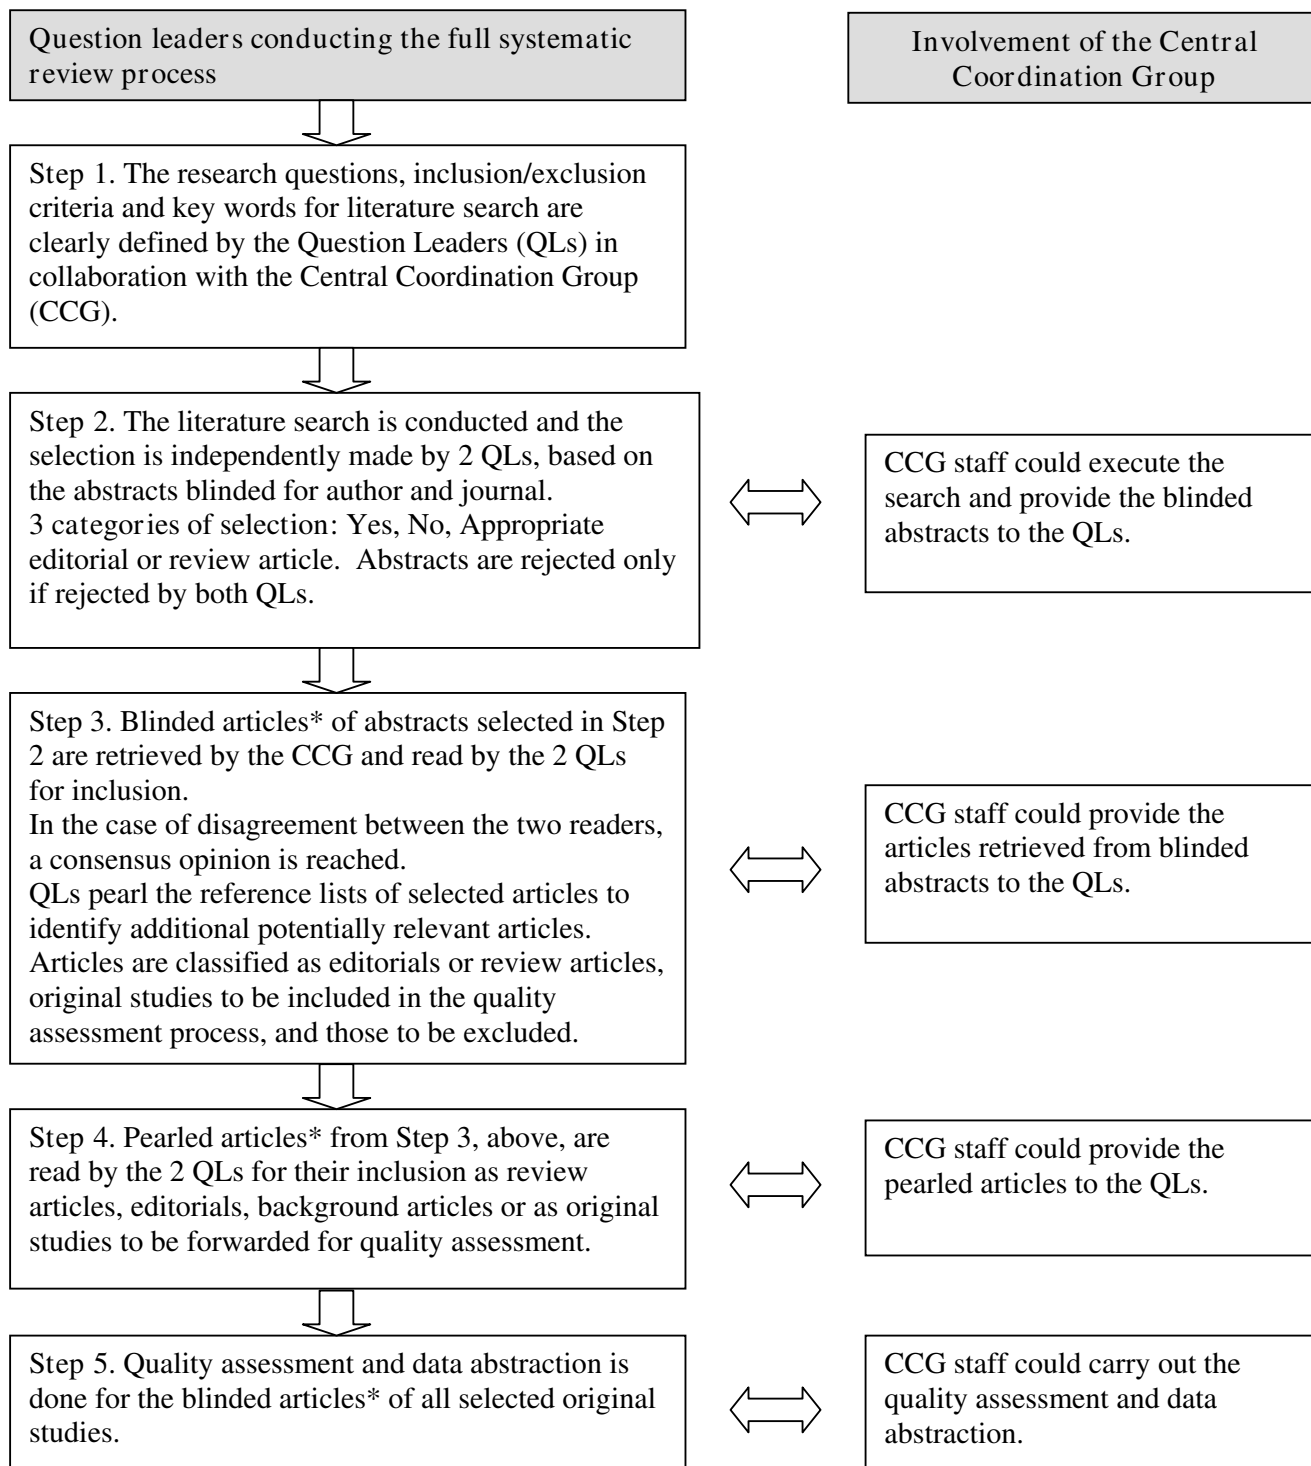 Question leaders conducting the full systematic
review process
Involvement of the Central
Coordination Group
Step 1. The research questions, inclusion/exclusion
criteria and key words for literature search are
clearly defined by the Question Leaders (QLs) in
collaboration with the Central Coordination Group
(CCG).
Step 2. The literature search is conducted and the
selection is independently made by 2 QLs, based on
the abstracts blinded for author and journal.
3 categories of selection: Yes, No, Appropriate
editorial or review article.  Abstracts are rejected only
if rejected by both QLs.
CCG staff could execute the
search and provide the blinded
abstracts to the QLs.
Step 3. Blinded articles* of abstracts selected in Step
2 are retrieved by the CCG and read by the 2 QLs
for inclusion.
In the case of disagreement between the two readers,
a consensus opinion is reached.
QLs pearl the reference lists of selected articles to
identify additional potentially relevant articles.
Articles are classified as editorials or review articles,
original studies to be included in the quality
assessment process, and those to be excluded.
CCG staff could provide the
articles retrieved from blinded
abstracts to the QLs.
Step 4. Pearled articles* from Step 3, above, are
read by the 2 QLs for their inclusion as review
articles, editorials, background articles or as original
studies to be forwarded for quality assessment.
CCG staff could provide the
pearled articles to the QLs.
Step 5. Quality assessment and data abstraction is
done for the blinded articles* of all selected original
studies.
CCG staff could carry out the
quality assessment and data
abstraction.